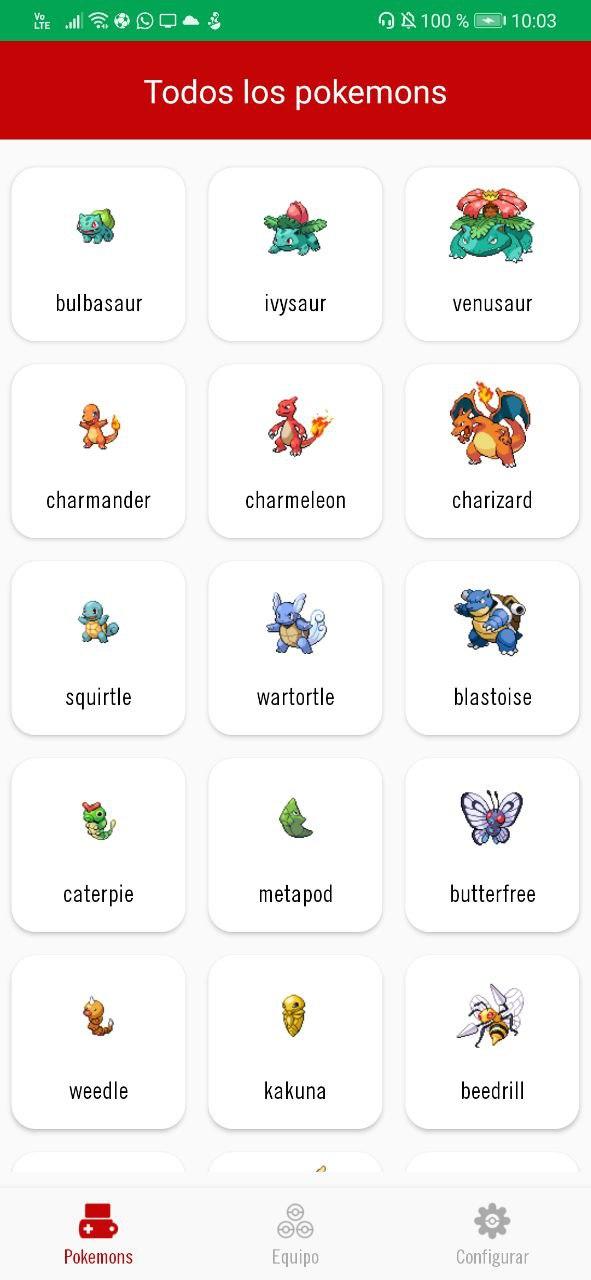 Vo
LTE
100 %
10:03
Todos los pokemons
bulbasaur
ivysaur
venusaur
charmander
charmeleon
charizard
squirtle
wartortle
blastoise
caterpie
metapod
butterfree
weedle
kakuna
beedrill
Pokemons
Equipo
Configurar